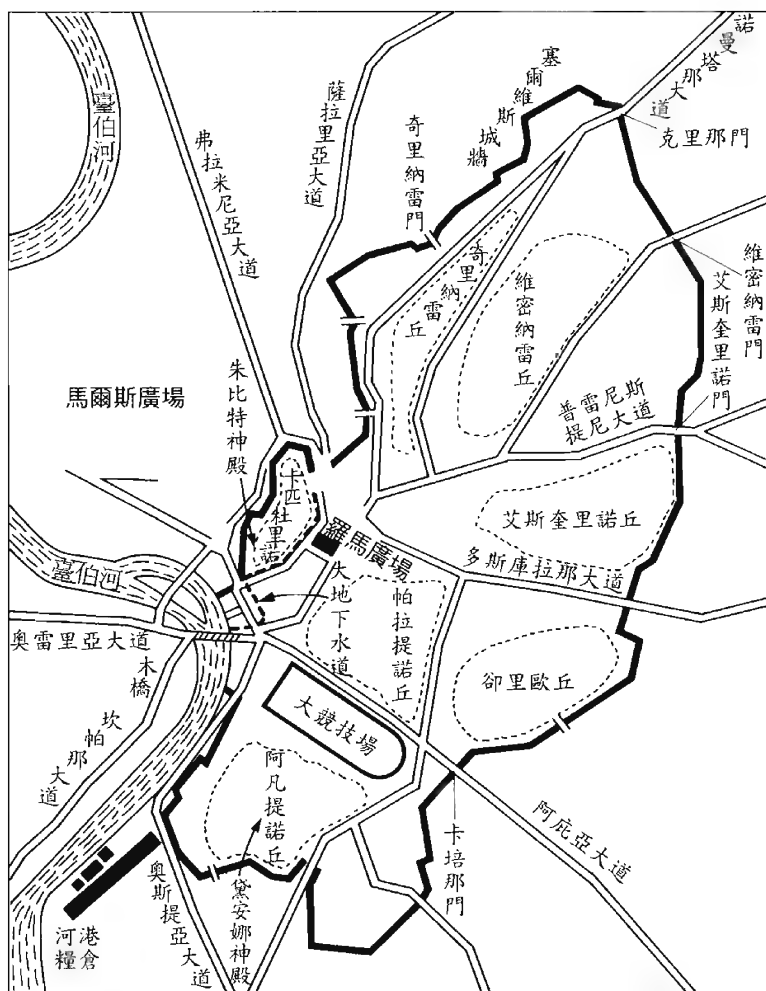 諾曼塔那大道
塞爾維斯城牆
克里那門
臺伯河
薩拉里亞大道
弗拉米尼亞大道
奇里納雷門
奇里納雷丘
維密納雷丘
維密納雷門
艾斯奎里諾門
普雷尼斯
提尼大道
馬爾斯廣場
朱比特神殿
卡匹杜里諾
羅馬廣場
艾斯奎里諾丘
多斯庫拉那大道
臺伯河
大地下水道
帕拉提諾丘
奧雷里亞大道
木橋
卻里歐丘
大競技場
坎帕那大道
阿凡提諾丘
阿庇亞大道
卡培那門
奧斯提亞大道
黛安娜神殿
河港
糧倉